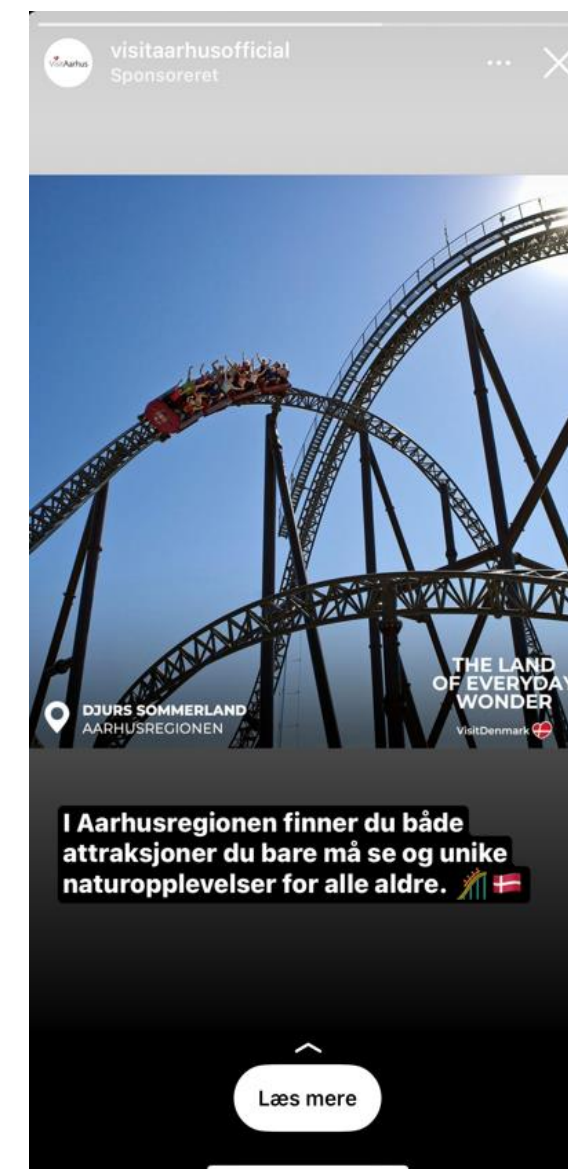 VisitAarhus
visitaarhusofficial
Sponsoreret
THE LAND
OF EVERYDAY
WONDER
VisitDenmark
DJURS SOMMERLAND
AARHUSREGIONEN
I Aarhusregionen finner du både
attraksjoner du bare må se og unike
naturopplevelser for alle aldre. 🎢🇩🇰
Læs mere